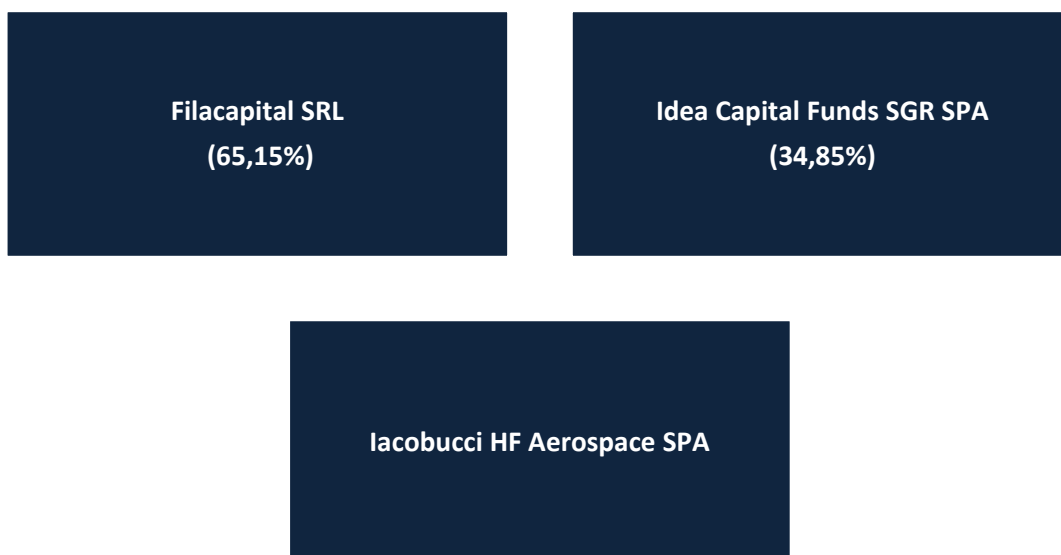 Filacapital SRL
(65,15%)
Idea Capital Funds SGR SPA
(34,85%)
Iacobucci HF Aerospace SPA